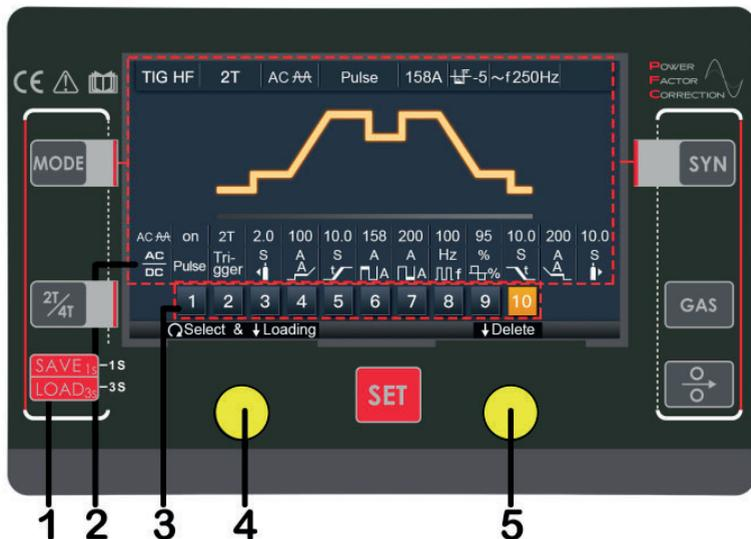 POWER
FACTOR
CORRECTION
CE
TIG HF 2T AC Pulse 158A -5 ~f 250Hz
MODE
SYN
AC on 2T 2.0 100 10.0 158 200 100 95 10.0 200 10.0
AC
DC
Pulse
Tri-
gger
S A S A A Hz % S A S
A t A A f % t A
2T/4T
GAS
1 2 3 4 5 6 7 8 9 10
Select & ↓Loading ↓Delete
SAVE 1s -1S
LOAD 3s -3S
SET
1 2 3 4 5